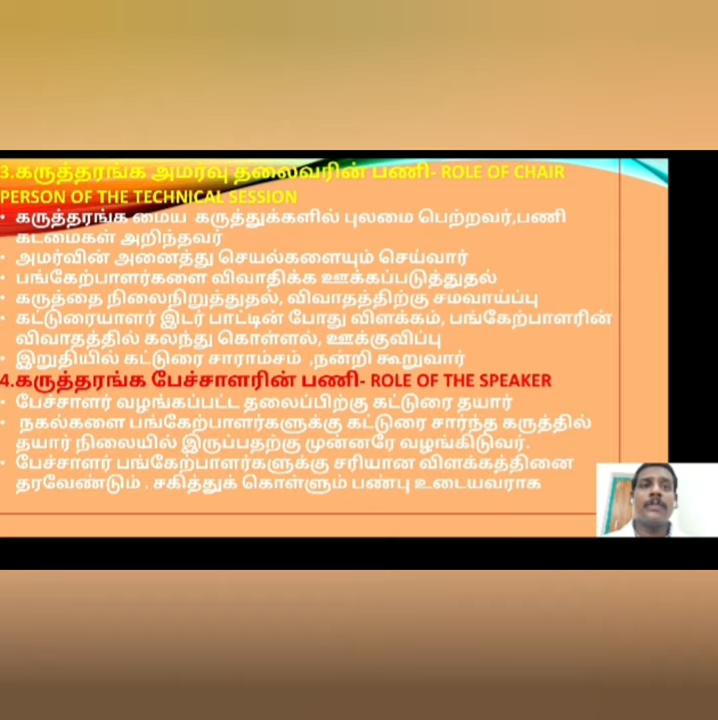 3.கருத்தரங்க அமர்வு தலைவரின் பணி- ROLE OF CHAIR
PERSON OF THE TECHNICAL SESSION
• கருத்தரங்க மைய கருத்துக்களில் புலமை பெற்றவர்,பணி
கடமைகள் அறிந்தவர்
• அமர்வின் அனைத்து செயல்களையும் செய்வார்
• பங்கேற்பாளர்களை விவாதிக்க ஊக்கப்படுத்துதல்
• கருத்தை நிலைநிறுத்துதல், விவாதத்திற்கு சமவாய்ப்பு
• கட்டுரையாளர் இடர் பாட்டின் போது விளக்கம், பங்கேற்பாளரின்
விவாதத்தில் கலந்து கொள்ளல், ஊக்குவிப்பு
• இறுதியில் கட்டுரை சாராம்சம் ,நன்றி கூறுவார்
4.கருத்தரங்க பேச்சாளரின் பணி- ROLE OF THE SPEAKER
• பேச்சாளர் வழங்கப்பட்ட தலைப்பிற்கு கட்டுரை தயார்
• நகல்களை பங்கேற்பாளர்களுக்கு கட்டுரை சார்ந்த கருத்தில்
தயார் நிலையில் இருப்பதற்கு முன்னரே வழங்கிடுவர்.
• பேச்சாளர் பங்கேற்பாளர்களுக்கு சரியான விளக்கத்தினை
தரவேண்டும் . சகித்துக் கொள்ளும் பண்பு உடையவராக